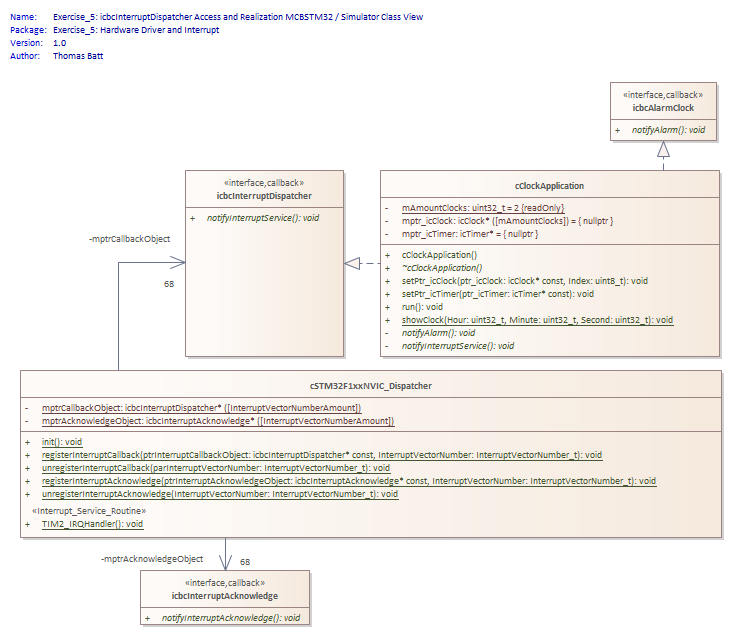 Name: Exercise_5: icbcInterruptDispatcher Access and Realization MCBSTM32 / Simulator Class View
Package: Exercise_5: Hardware Driver and Interrupt
Version: 1.0
Author: Thomas Batt
«interface,callback»
icbcAlarmClock
+ notifyAlarm(): void
«interface,callback»
icbcInterruptDispatcher
+ notifyInterruptService(): void
cClockApplication
- mAmountClocks: uint32_t = 2 {readOnly}
- mptr_icClock: icClock* ([mAmountClocks]) = { nullptr }
- mptr_icTimer: icTimer* = { nullptr }
+ cClockApplication()
+ ~cClockApplication()
+ setPtr_icClock(ptr_icClock: icClock* const, Index: uint8_t): void
+ setPtr_icTimer(ptr_icTimer: icTimer* const): void
+ run(): void
+ showClock(Hour: uint32_t, Minute: uint32_t, Second: uint32_t): void
- notifyAlarm(): void
- notifyInterruptService(): void
-mptrCallbackObject
68
cSTM32F1xxNVIC_Dispatcher
- mptrCallbackObject: icbcInterruptDispatcher* ([InterruptVectorNumberAmount])
- mptrAcknowledgeObject: icbcInterruptAcknowledge* ([InterruptVectorNumberAmount])
+ init(): void
+ registerInterruptCallback(ptrInterruptCallbackObject: icbcInterruptDispatcher* const, InterruptVectorNumber: InterruptVectorNumber_t): void
+ unregisterInterruptCallback(parInterruptVectorNumber: InterruptVectorNumber_t): void
+ registerInterruptAcknowledge(ptrInterruptAcknowledgeObject: icbcInterruptAcknowledge* const, InterruptVectorNumber: InterruptVectorNumber_t): void
+ unregisterInterruptAcknowledge(InterruptVectorNumber: InterruptVectorNumber_t): void
«Interrupt_Service_Routine»
+ TIM2_IRQHandler(): void
-mptrAcknowledgeObject
68
«interface,callback»
icbcInterruptAcknowledge
+ notifyInterruptAcknowledge(): void